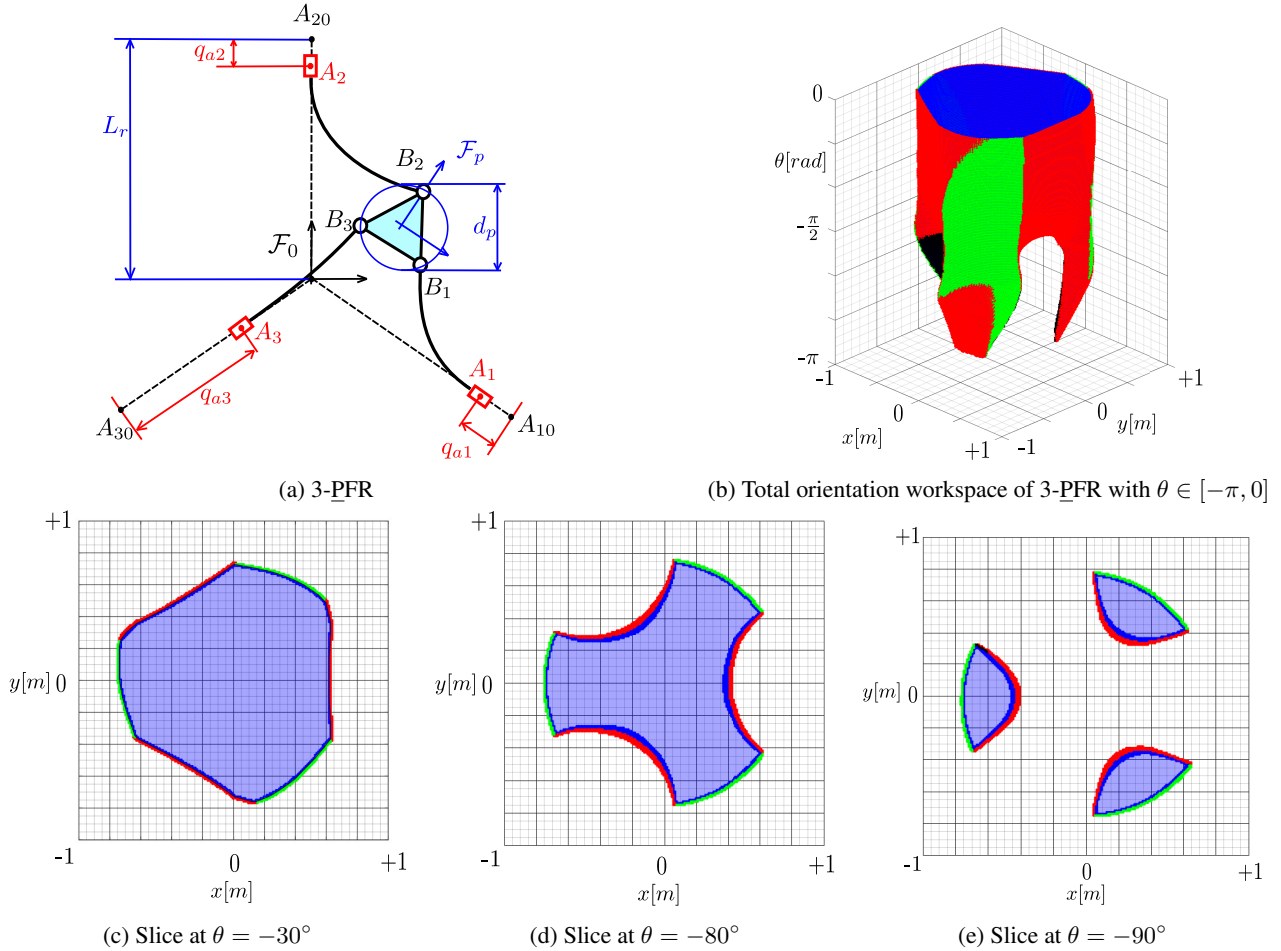 A20
qa2
A2
Lr
B2
Fp
B3
dp
F0
B1
A3
A1
qa3
A30
A10
qa1
(a) 3-PFR
0
θ[rad]
-π/2
-π
-1
+1
0
0
x[m]
y[m]
+1
-1
(b) Total orientation workspace of 3-PFR with θ ∈ [−π, 0]
+1
y[m] 0
-1
0
+1
x[m]
(c) Slice at θ = −30°
+1
y[m] 0
-1
0
+1
x[m]
(d) Slice at θ = −80°
+1
y[m] 0
-1
0
+1
x[m]
(e) Slice at θ = −90°